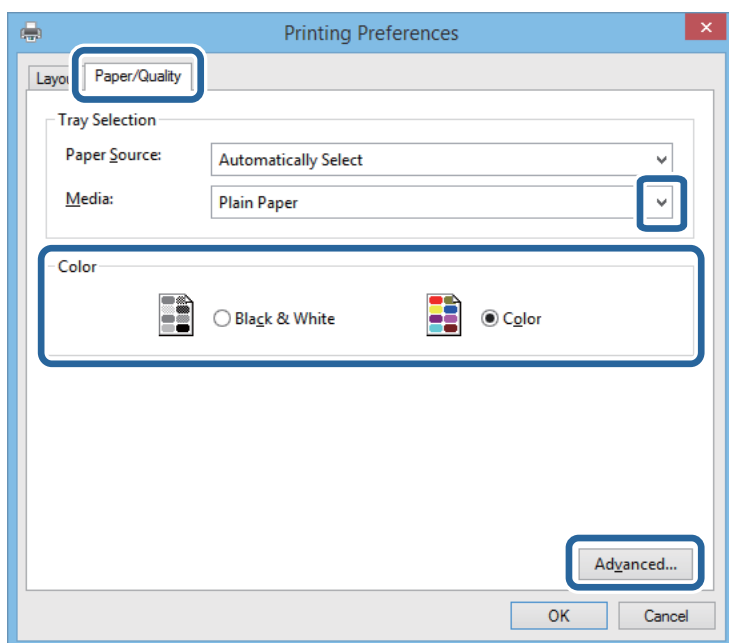 Printing Preferences
Layou
Paper/Quality
Tray Selection
Paper Source:
Automatically Select
Media:
Plain Paper
Color
Black & White
Color
Advanced...
OK
Cancel